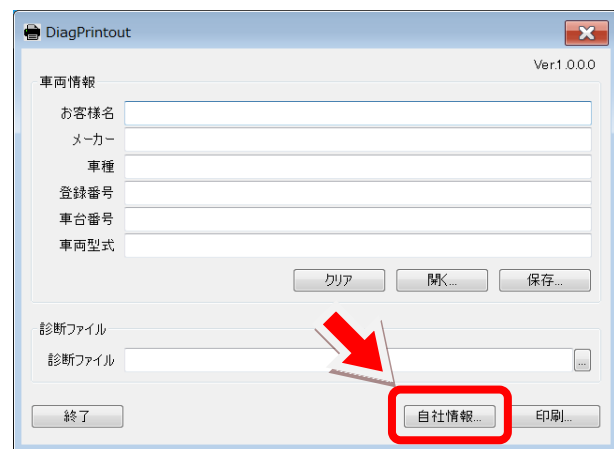 DiagPrintout
Ver.1.0.0.0
車両情報
お客様名
メーカー
車種
登録番号
車台番号
車両型式
クリア 開く... 保存...
診断ファイル
診断ファイル ...
終了 自社情報... 印刷...